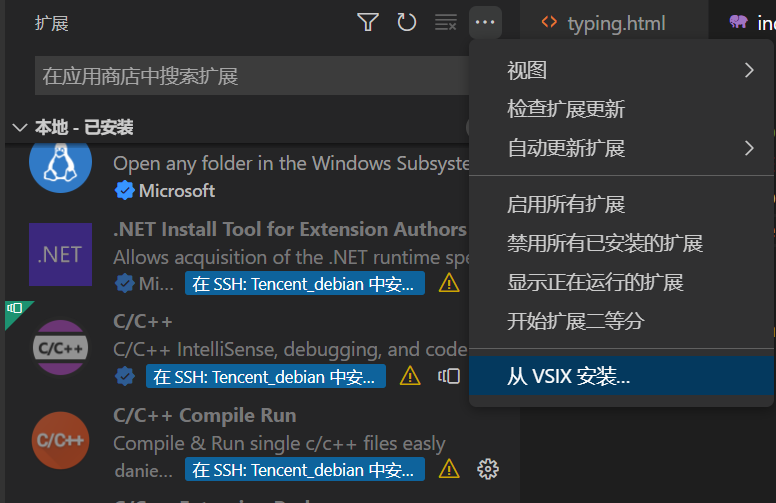 扩展
typing.html
在应用商店中搜索扩展
本地 - 已安装
Open any folder in the Windows Subsyste
Microsoft
.NET
.NET Install Tool for Extension Authors
Allows acquisition of the .NET runtime spe
Mi...
在 SSH: Tencent_debian 中安...
C/C++
C/C++
C/C++ IntelliSense, debugging, and code
在 SSH: Tencent_debian 中安...
C/C++
C/C++ Compile Run
Compile & Run single c/c++ files easly
danie...
在 SSH: Tencent_debian 中安...
视图
检查扩展更新
自动更新扩展
启用所有扩展
禁用所有已安装的扩展
显示正在运行的扩展
开始扩展二等分
从 VSIX 安装...